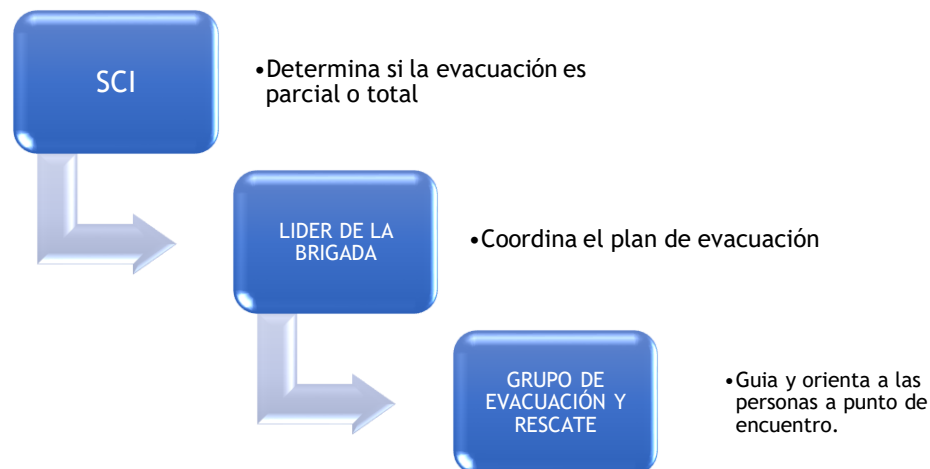 SCI
•Determina si la evacuación es
parcial o total
LIDER DE LA
BRIGADA
•Coordina el plan de evacuación
GRUPO DE
EVACUACIÓN Y
RESCATE
•Guia y orienta a las
personas a punto de
encuentro.